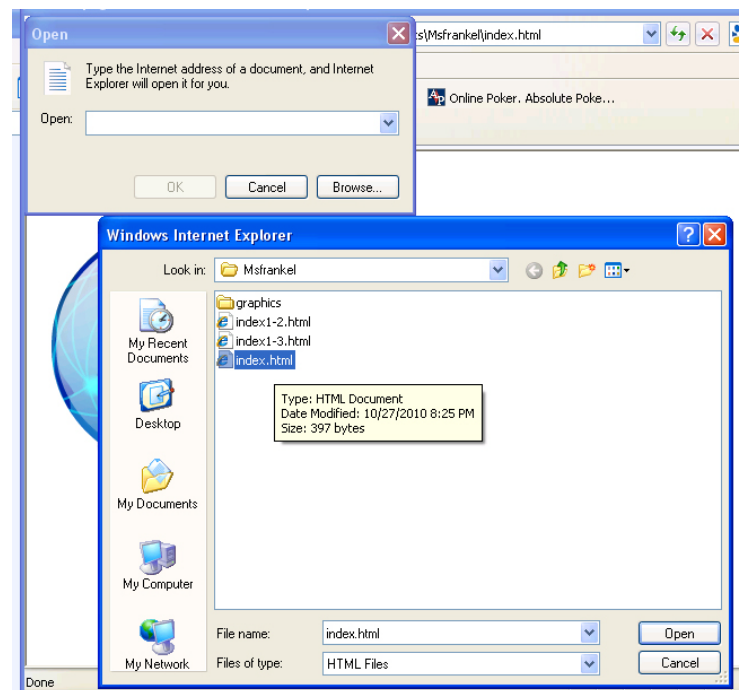 Open
s\Msfrankel\index.html
Type the Internet address of a document, and Internet
Explorer will open it for you.
Online Poker. Absolute Poke...
Open:
OK
Cancel
Browse...
Windows Internet Explorer
Look in:
Msfrankel
graphics
index1-2.html
index1-3.html
index.html
My Recent
Documents
Type: HTML Document
Date Modified: 10/27/2010 8:25 PM
Size: 397 bytes
Desktop
My Documents
My Computer
My Network
File name:
index.html
Open
Files of type:
HTML Files
Cancel
Done